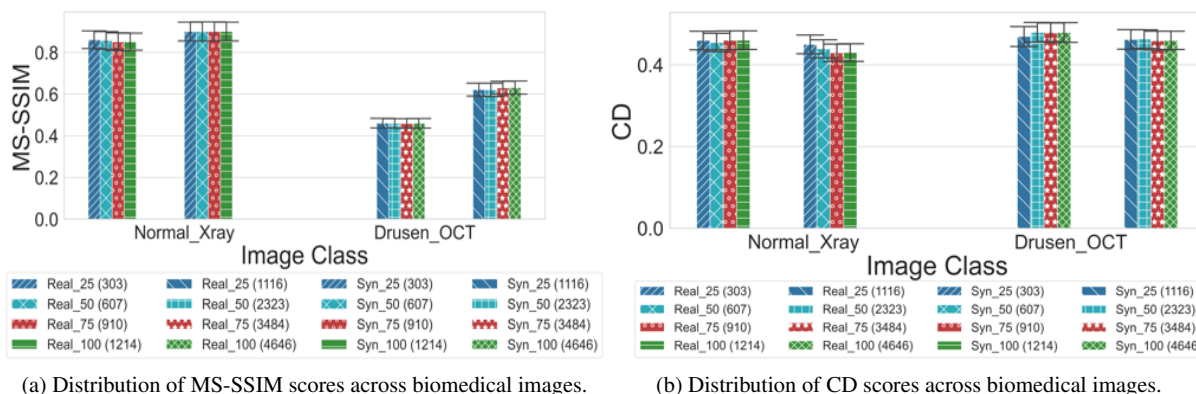 MS-SSIM
0.8
0.6
0.4
0.2
0.0
Normal_Xray Drusen_OCT
Image Class
Real_25 (303) Real_25 (1116) Syn_25 (303) Syn_25 (1116)
Real_50 (607) Real_50 (2323) Syn_50 (607) Syn_50 (2323)
Real_75 (910) Real_75 (3484) Syn_75 (910) Syn_75 (3484)
Real_100 (1214) Real_100 (4646) Syn_100 (1214) Syn_100 (4646)
(a) Distribution of MS-SSIM scores across biomedical images.
CD
0.4
0.2
0.0
Normal_Xray Drusen_OCT
Image Class
Real_25 (303) Real_25 (1116) Syn_25 (303) Syn_25 (1116)
Real_50 (607) Real_50 (2323) Syn_50 (607) Syn_50 (2323)
Real_75 (910) Real_75 (3484) Syn_75 (910) Syn_75 (3484)
Real_100 (1214) Real_100 (4646) Syn_100 (1214) Syn_100 (4646)
(b) Distribution of CD scores across biomedical images.